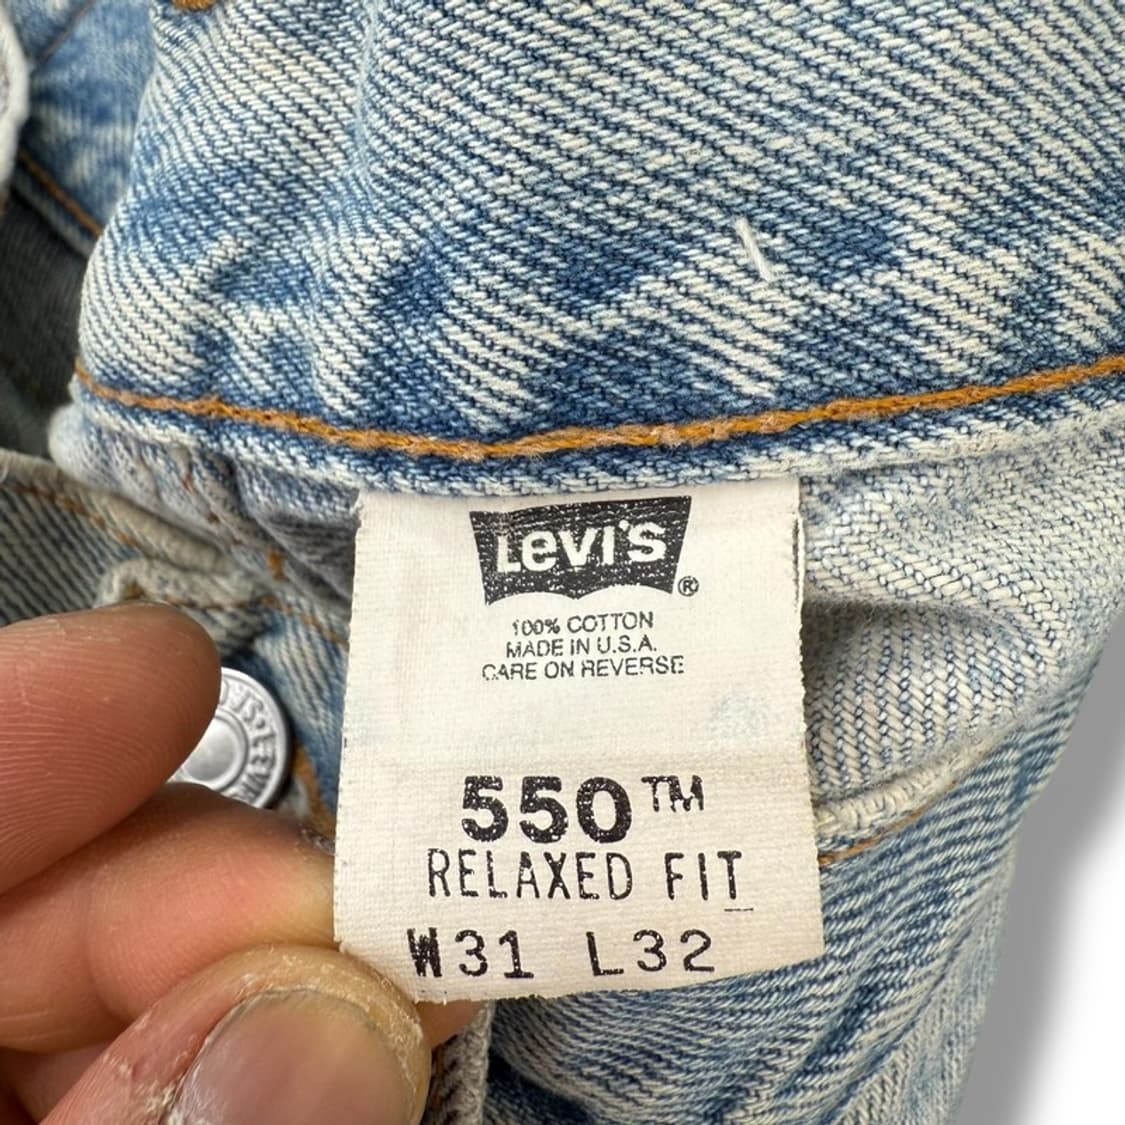 LEVI'S ®
100% COTTON
MADE IN U.S.A.
CARE ON REVERSE
550™
RELAXED FIT
W31 L32